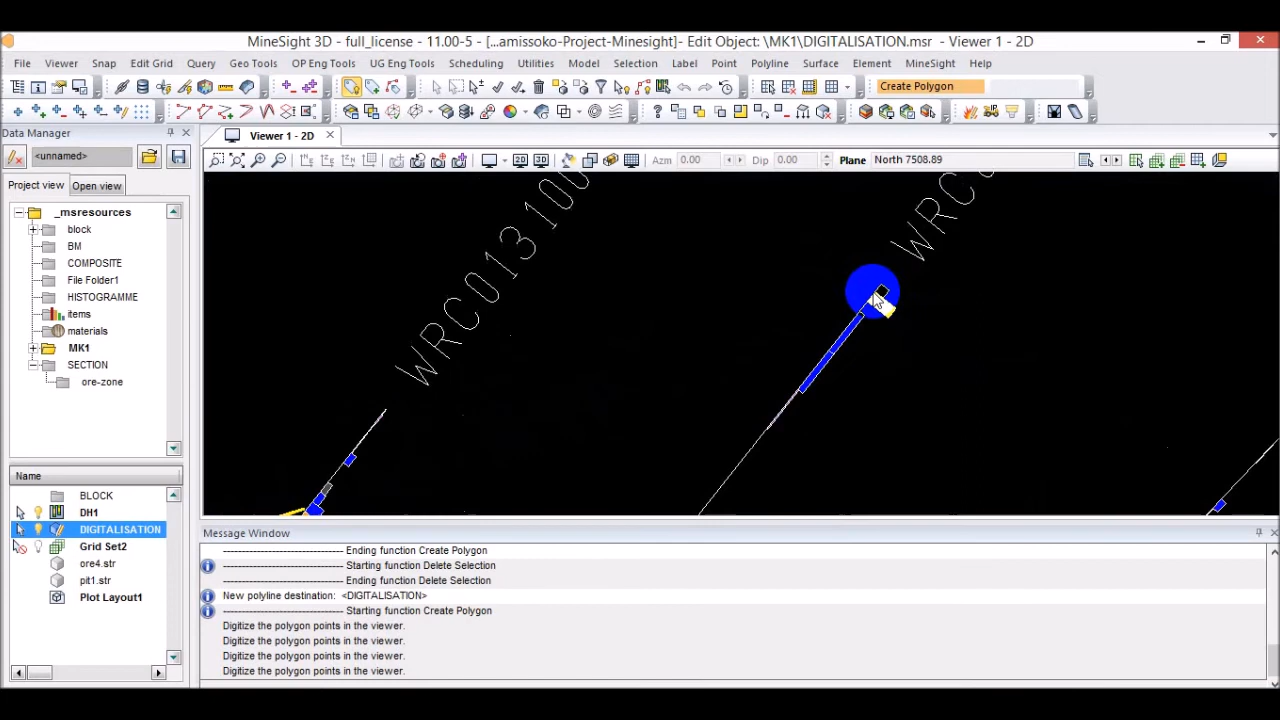 MineSight 3D - full_license - 11.00-5 - [...amissoko-Project-Minesight]- Edit Object: \MK1\DIGITALISATION.msr - Viewer 1 - 2D
File Viewer Snap Edit Grid Query Geo Tools OP Eng Tools UG Eng Tools Scheduling Utilities Model Selection Label Point Polyline Surface Element MineSight Help
Create Polygon
Data Manager
Viewer 1 - 2D
<unnamed>
2D 3D Azm 0.00 Dip 0.00 Plane North 7508.89
Project view Open view
_msresources
block
BM
COMPOSITE
File Folder1
HISTOGRAMME
items
materials
MK1
SECTION
ore-zone
WRC013 100
WRC
Name
BLOCK
DH1
DIGITALISATION
Grid Set2
ore4.str
pit1.str
Plot Layout1
Message Window
---------------------------------- Ending function Create Polygon
---------------------------------- Starting function Delete Selection
---------------------------------- Ending function Delete Selection
New polyline destination: <DIGITALISATION>
---------------------------------- Starting function Create Polygon
Digitize the polygon points in the viewer.
Digitize the polygon points in the viewer.
Digitize the polygon points in the viewer.
Digitize the polygon points in the viewer.